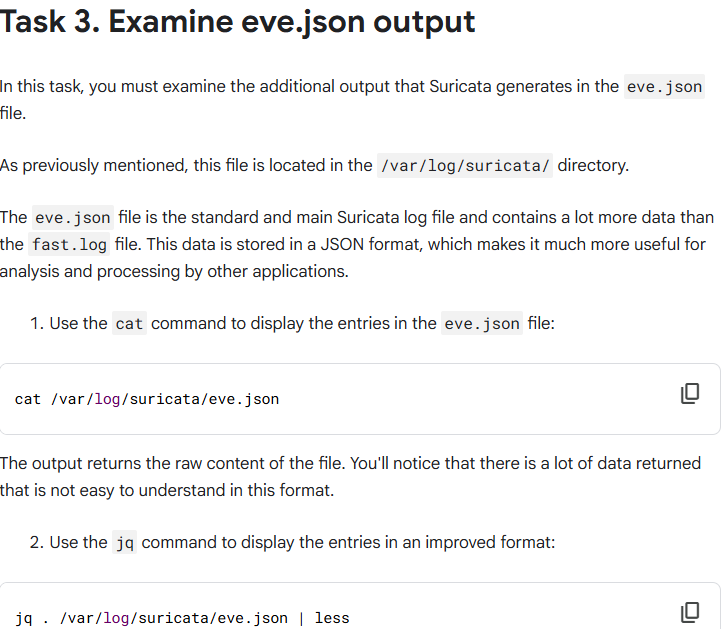 Task 3. Examine eve.json output
In this task, you must examine the additional output that Suricata generates in the eve.json
file.
As previously mentioned, this file is located in the /var/log/suricata/ directory.
The eve.json file is the standard and main Suricata log file and contains a lot more data than
the fast.log file. This data is stored in a JSON format, which makes it much more useful for
analysis and processing by other applications.
1. Use the cat command to display the entries in the eve.json file:
cat /var/log/suricata/eve.json
The output returns the raw content of the file. You'll notice that there is a lot of data returned
that is not easy to understand in this format.
2. Use the jq command to display the entries in an improved format:
jq . /var/log/suricata/eve.json | less